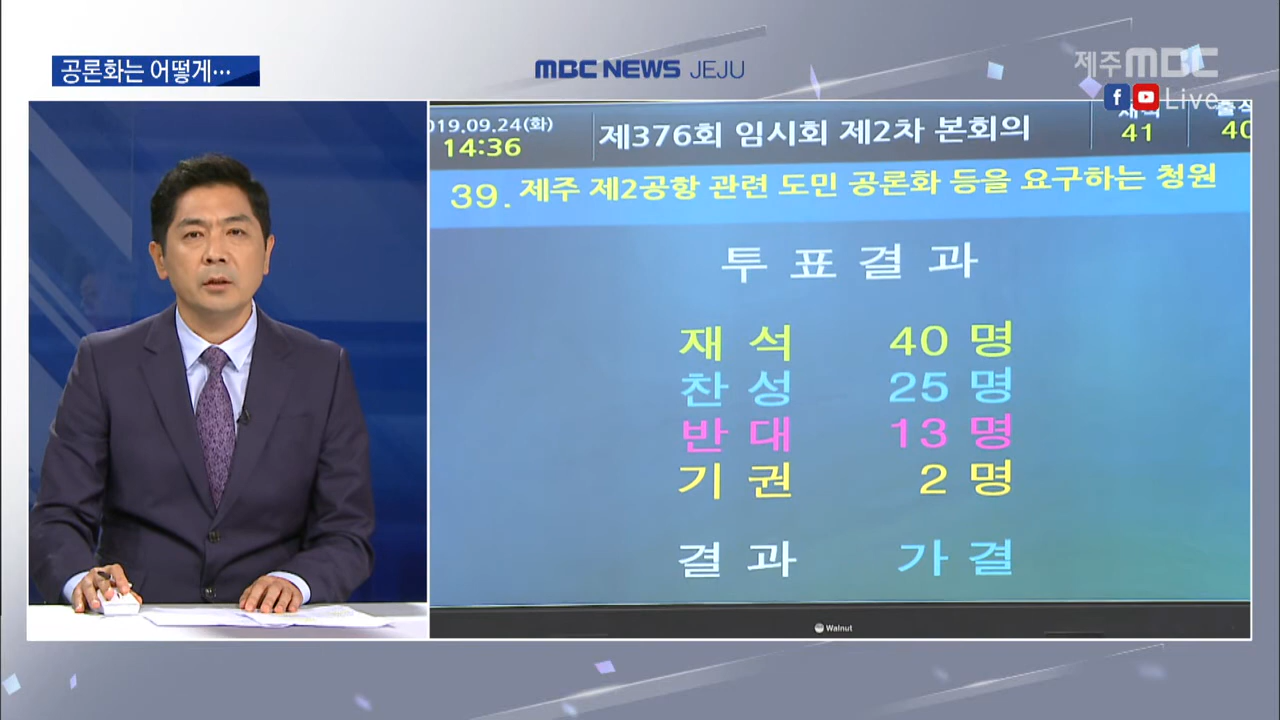 공론화는 어떻게…
MBC NEWS JEJU
제주MBC
Live
019.09.24(화)
14:36
제376회 임시회 제2차 본회의
재석
41
출석
40
39. 제주 제2공항 관련 도민 공론화 등을 요구하는 청원
투표결과
재석 40명
찬성 25명
반대 13명
기권 2명
결과 가결
Walnut